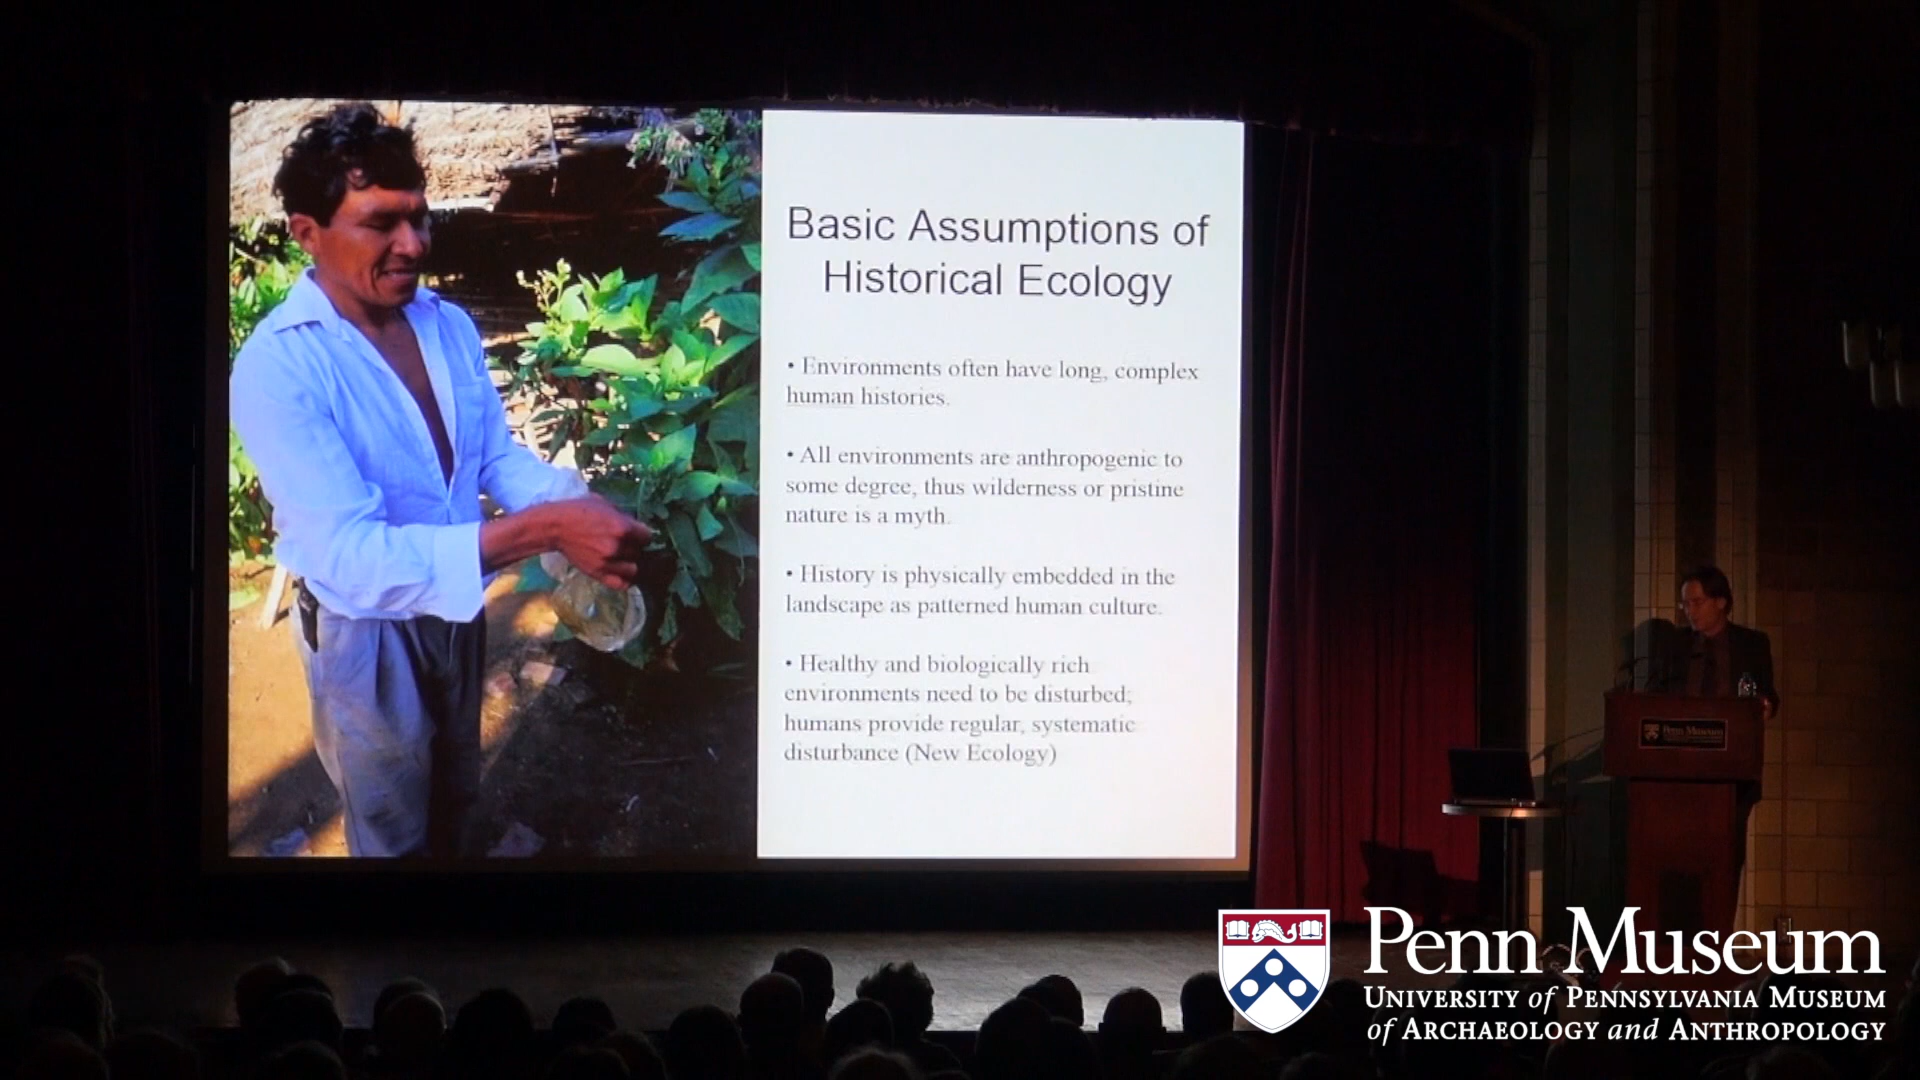 Basic Assumptions of
Historical Ecology
• Environments often have long, complex
human histories.
• All environments are anthropogenic to
some degree, thus wilderness or pristine
nature is a myth.
• History is physically embedded in the
landscape as patterned human culture.
• Healthy and biologically rich
environments need to be disturbed;
humans provide regular, systematic
disturbance (New Ecology)
Penn Museum
Penn Museum
University of Pennsylvania Museum
of Archaeology and Anthropology